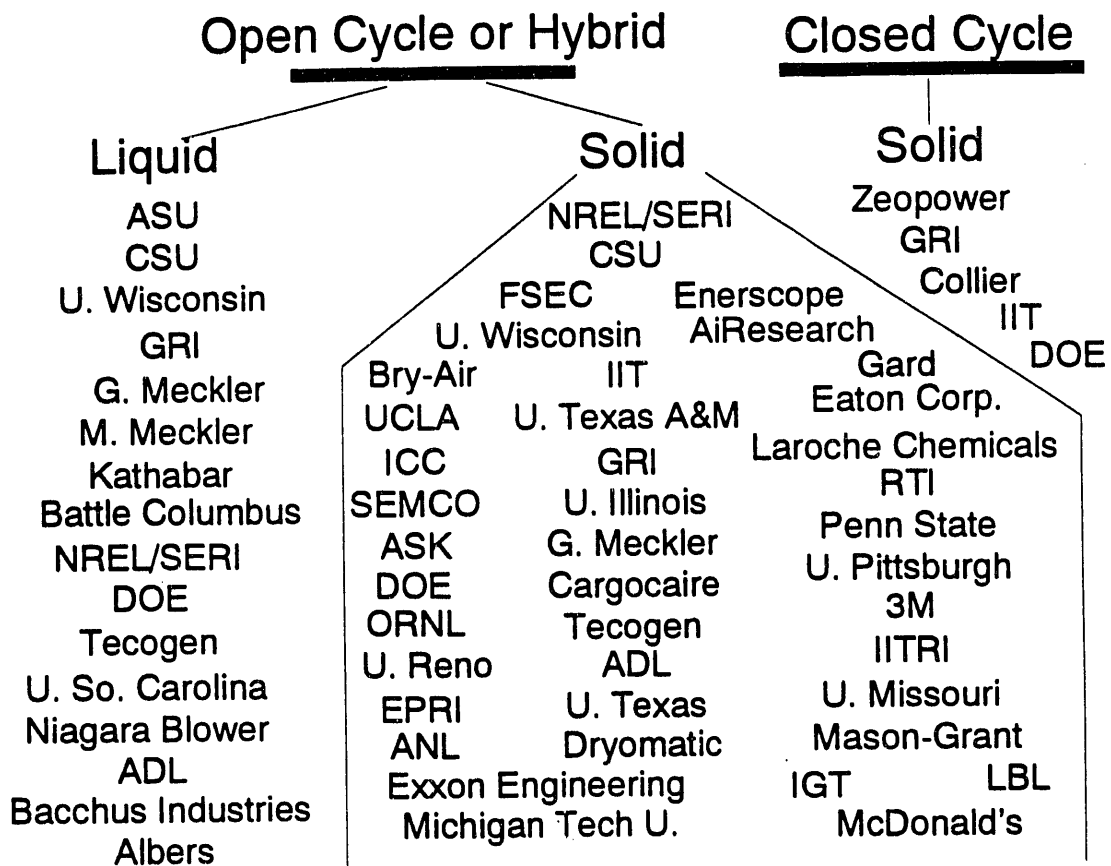 Open Cycle or Hybrid
Closed Cycle
Liquid
ASU
CSU
U. Wisconsin
GRI
G. Meckler
M. Meckler
Kathabar
Battle Columbus
NREL/SERI
DOE
Tecogen
U. So. Carolina
Niagara Blower
ADL
Bacchus Industries
Albers
Solid
NREL/SERI
CSU
FSEC Enerscope
U. Wisconsin AiResearch
Bry-Air IIT Gard
Eaton Corp.
UCLA U. Texas A&M
Laroche Chemicals
ICC GRI
RTI
SEMCO U. Illinois
Penn State
ASK G. Meckler
U. Pittsburgh
DOE Cargocaire
3M
ORNL Tecogen
IITRI
U. Reno ADL
U. Missouri
EPRI U. Texas
Mason-Grant
ANL Dryomatic
Exxon Engineering IGT LBL
Michigan Tech U. McDonald's
Solid
Zeopower
GRI
Collier
IIT
DOE